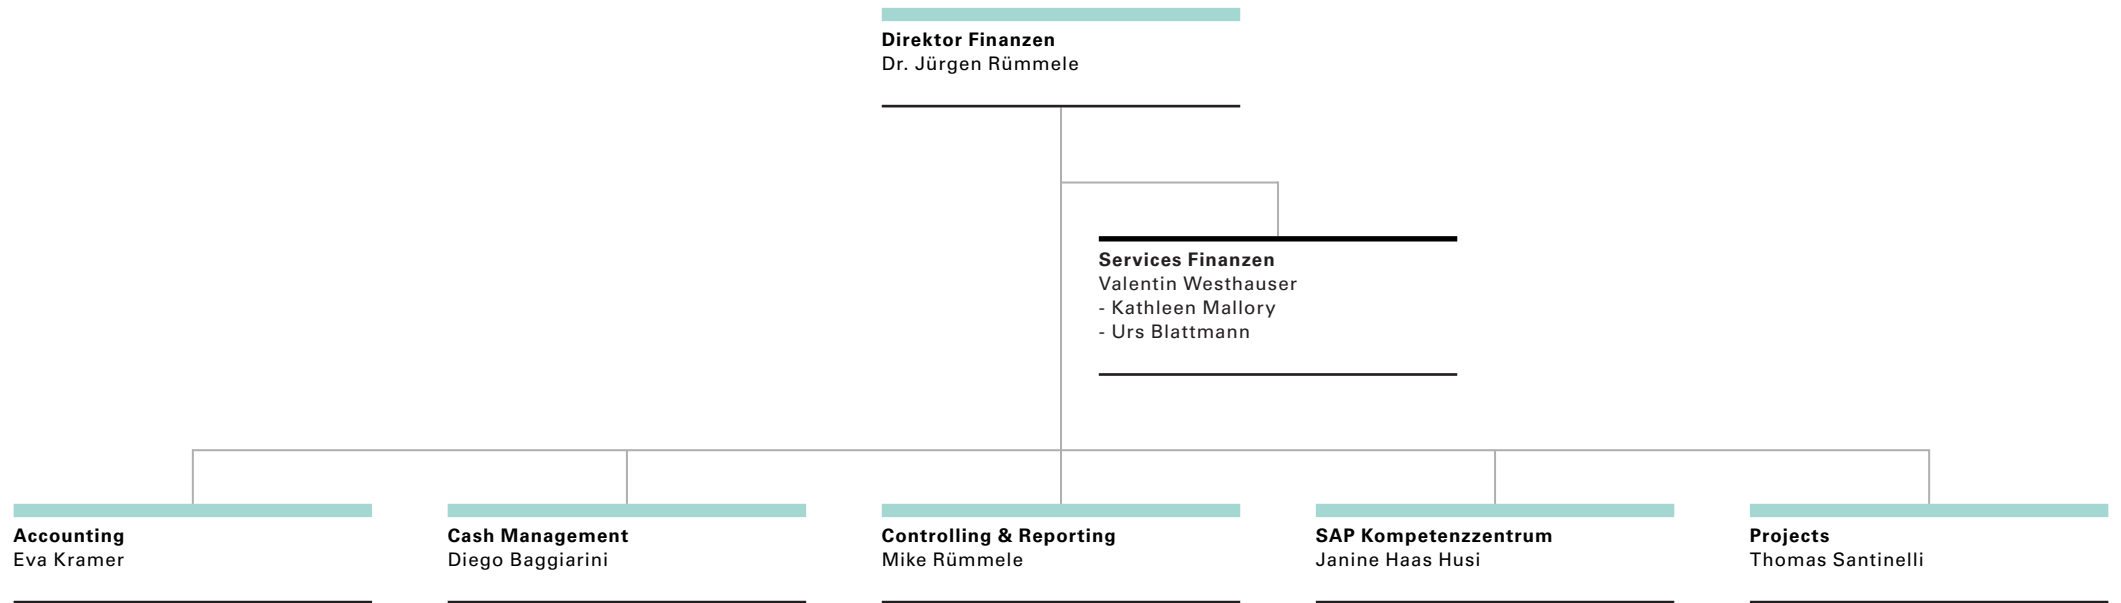 Direktor Finanzen
Dr. Jürgen Rümmele
Services Finanzen
Valentin Westhauser
- Kathleen Mallory
- Urs Blattmann
Accounting
Eva Kramer
Cash Management
Diego Baggiarini
Controlling & Reporting
Mike Rümmele
SAP Kompetenzzentrum
Janine Haas Husi
Projects
Thomas Santinelli